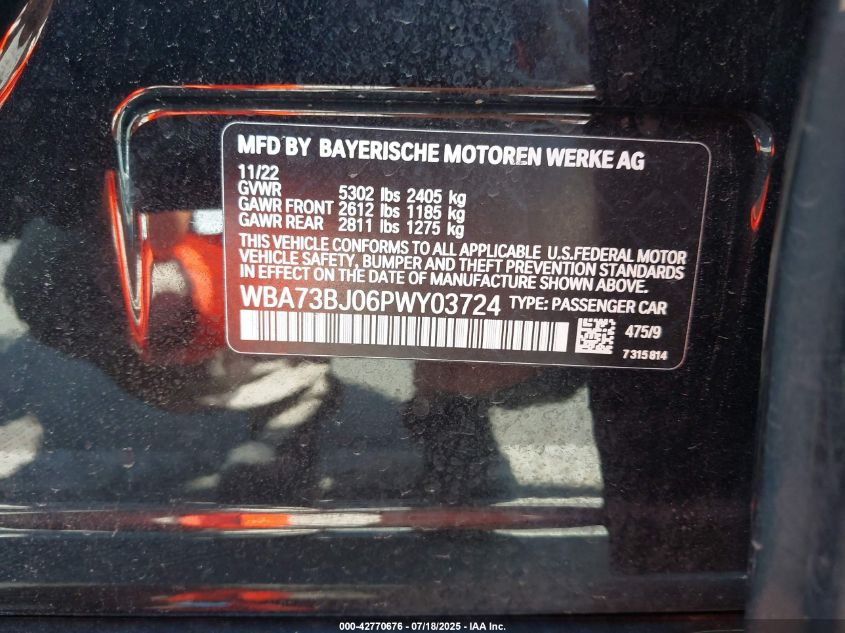 MFD BY BAYERISCHE MOTOREN WERKE AG
11/22
GVWR 5302 lbs 2405 kg
GAWR FRONT 2612 lbs 1185 kg
GAWR REAR 2811 lbs 1275 kg
THIS VEHICLE CONFORMS TO ALL APPLICABLE U.S.FEDERAL MOTOR
VEHICLE SAFETY, BUMPER AND THEFT PREVENTION STANDARDS
IN EFFECT ON THE DATE OF MANUFACTURE SHOWN ABOVE.
WBA73BJ06PWY03724 TYPE: PASSENGER CAR
475/9
7315814
000-42770676 - 07/18/2025 - IAA Inc.